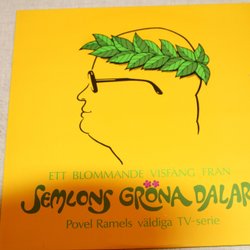 ETT BLOMMANDE VISFÅNG FRÅN
SEMLONS GRÖNA DALAR
Povel Ramels väldiga TV-serie